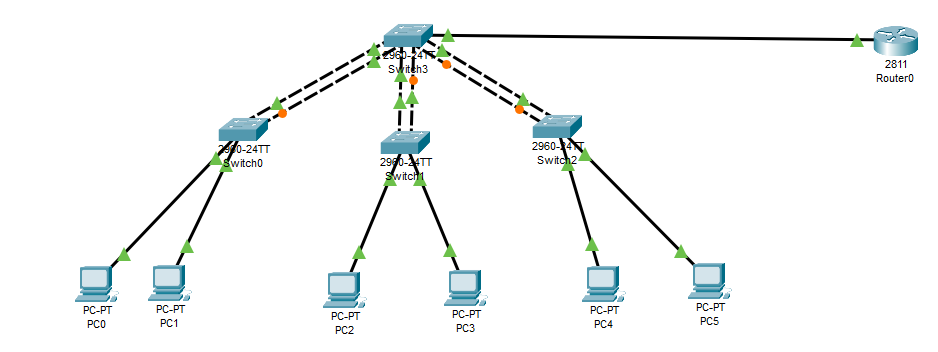 2960-24TT
Switch3
2811
Router0
2960-24TT
Switch0
2960-24TT
Switch1
2960-24TT
Switch2
PC-PT
PC0
PC-PT
PC1
PC-PT
PC2
PC-PT
PC3
PC-PT
PC4
PC-PT
PC5